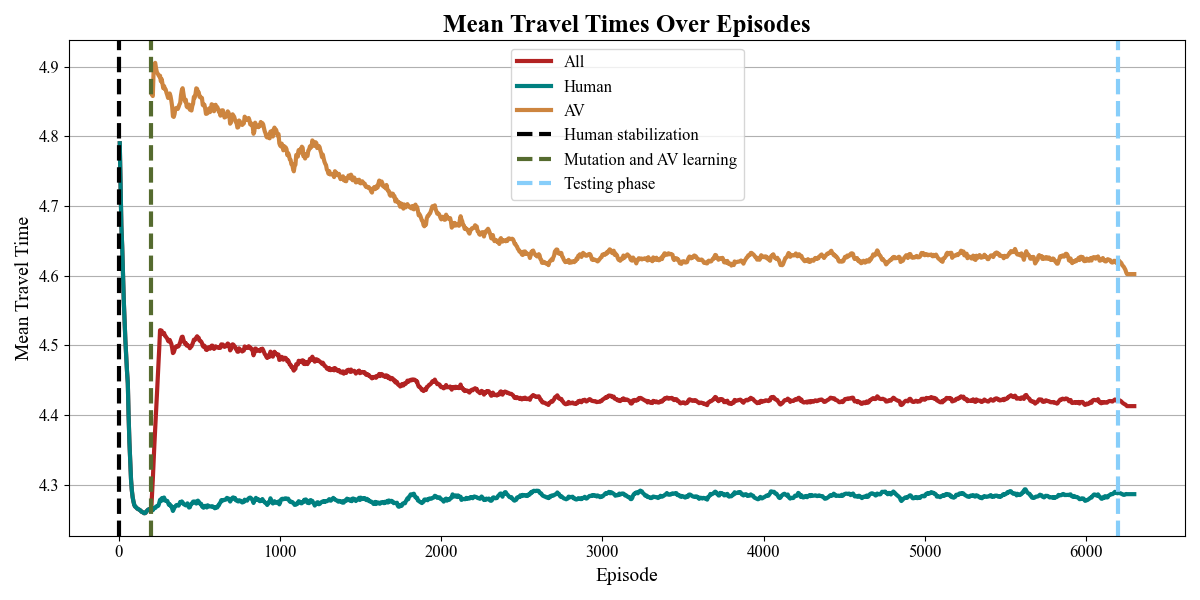 Mean Travel Times Over Episodes
All
Human
AV
Human stabilization
Mutation and AV learning
Testing phase
Mean Travel Time
4.9
4.8
4.7
4.6
4.5
4.4
4.3
0 1000 2000 3000 4000 5000 6000
Episode